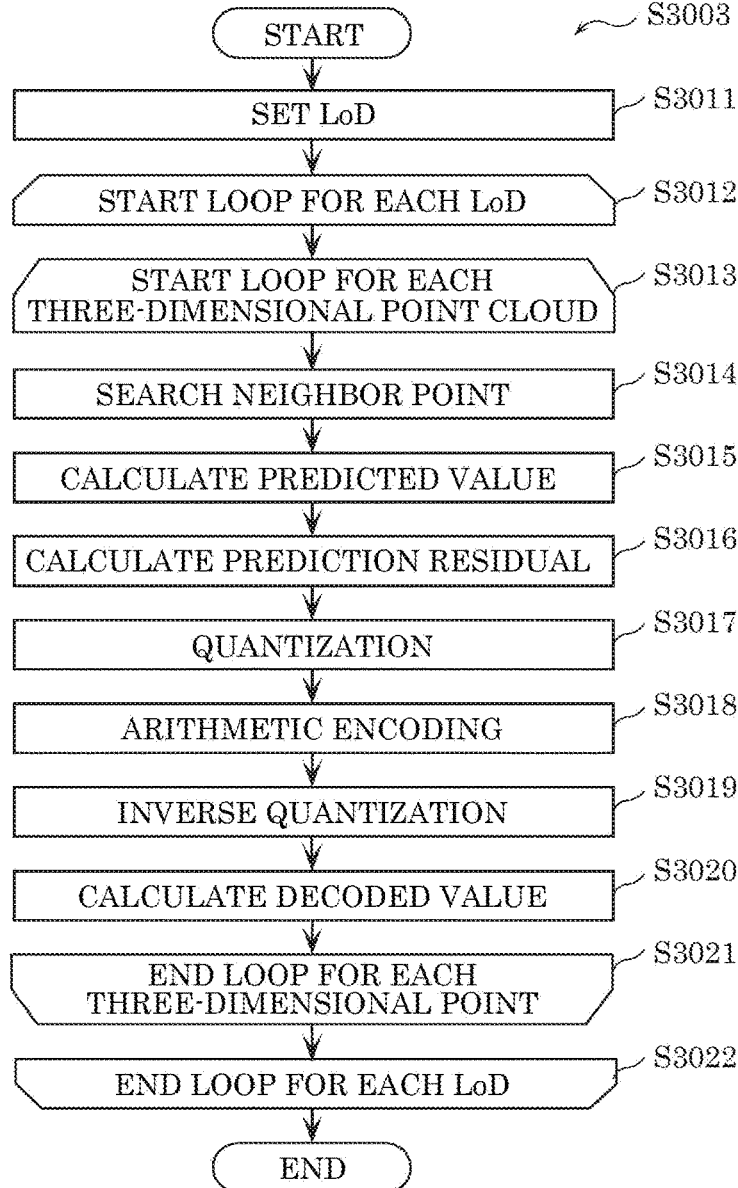 S3003
START
SET LoD
S3011
START LOOP FOR EACH LoD
S3012
START LOOP FOR EACH
THREE-DIMENSIONAL POINT CLOUD
S3013
SEARCH NEIGHBOR POINT
S3014
CALCULATE PREDICTED VALUE
S3015
CALCULATE PREDICTION RESIDUAL
S3016
QUANTIZATION
S3017
ARITHMETIC ENCODING
S3018
INVERSE QUANTIZATION
S3019
CALCULATE DECODED VALUE
S3020
END LOOP FOR EACH
THREE-DIMENSIONAL POINT
S3021
END LOOP FOR EACH LoD
S3022
END